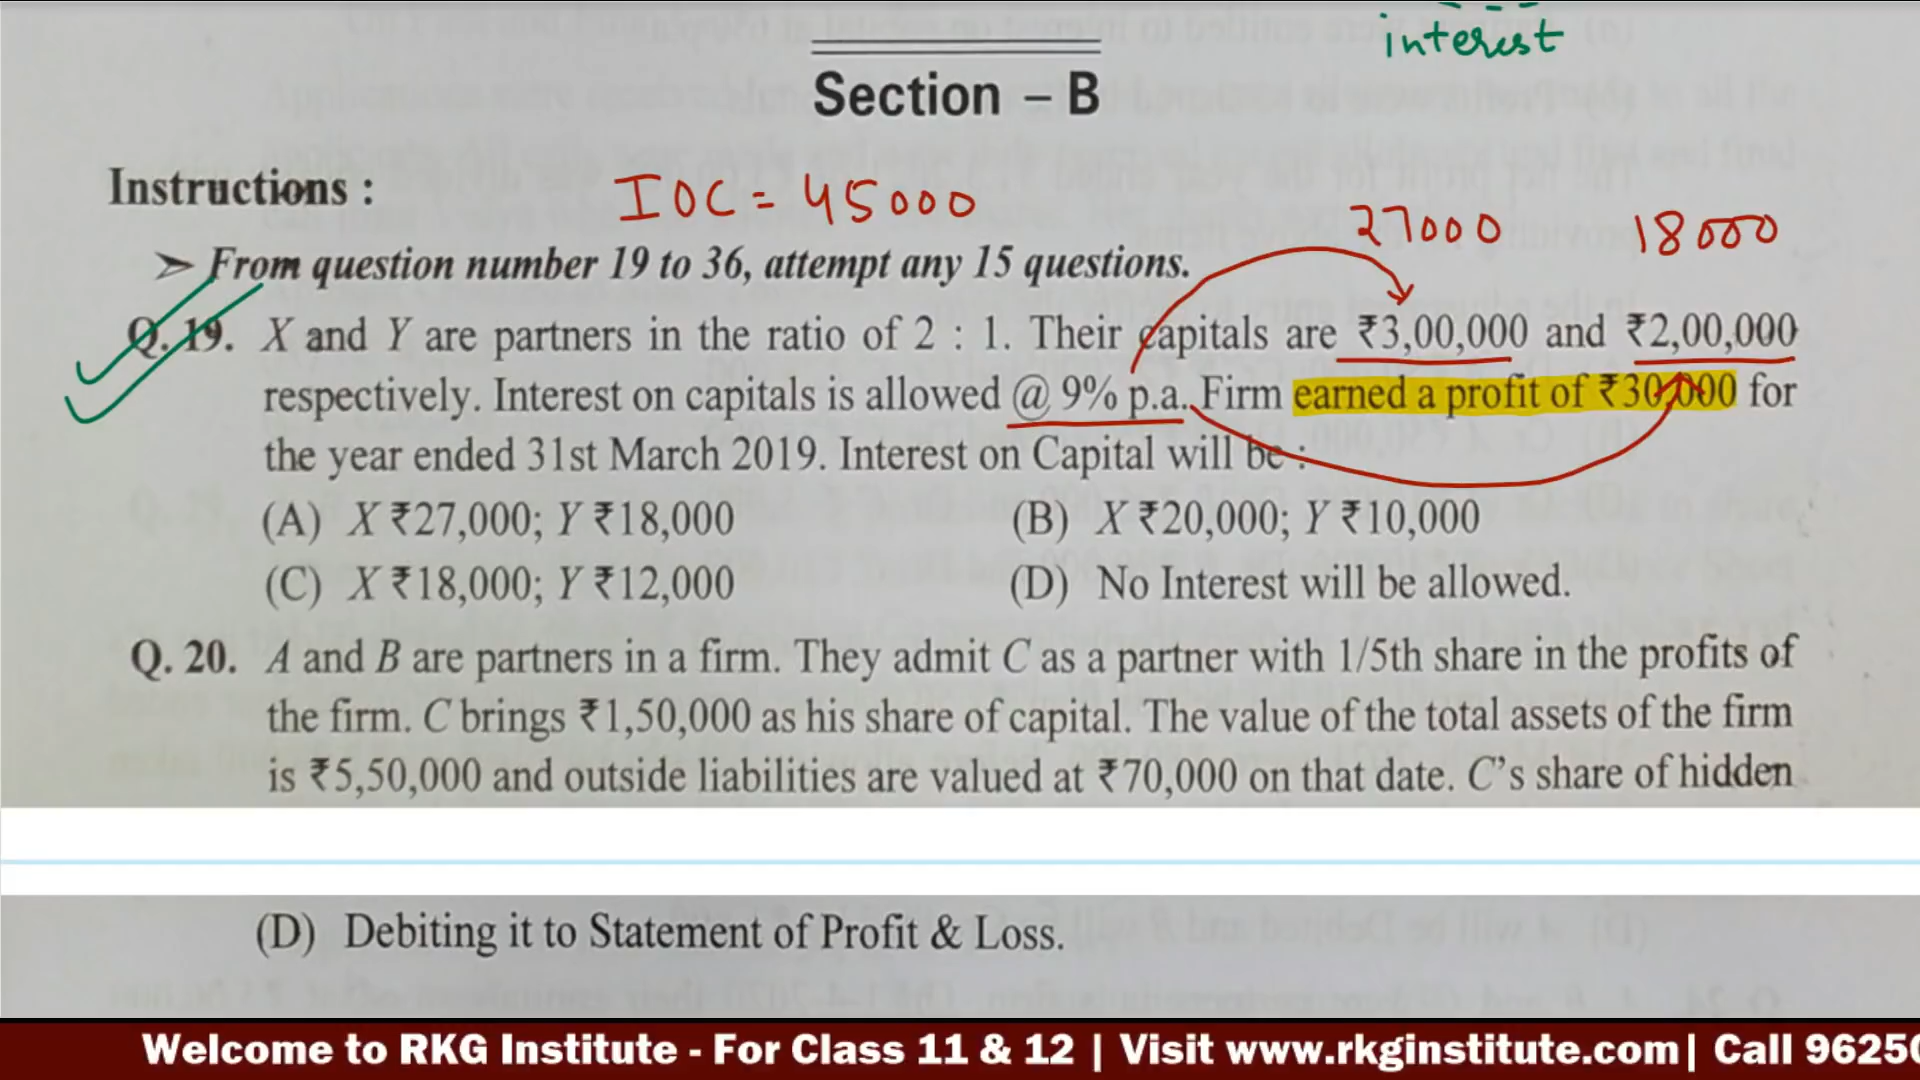 interest
Section – B
Instructions :
IOC = 45000
27000 18000
➢ From question number 19 to 36, attempt any 15 questions.
Q. 19. X and Y are partners in the ratio of 2 : 1. Their capitals are ₹3,00,000 and ₹2,00,000
respectively. Interest on capitals is allowed @ 9% p.a. Firm earned a profit of ₹30,000 for
the year ended 31st March 2019. Interest on Capital will be :
(A) X ₹27,000; Y ₹18,000 (B) X ₹20,000; Y ₹10,000
(C) X ₹18,000; Y ₹12,000 (D) No Interest will be allowed.
Q. 20. A and B are partners in a firm. They admit C as a partner with 1/5th share in the profits of
the firm. C brings ₹1,50,000 as his share of capital. The value of the total assets of the firm
is ₹5,50,000 and outside liabilities are valued at ₹70,000 on that date. C"s share of hidden
(D) Debiting it to Statement of Profit & Loss.
Welcome to RKG Institute - For Class 11 & 12 | Visit www.rkginstitute.com| Call 9625